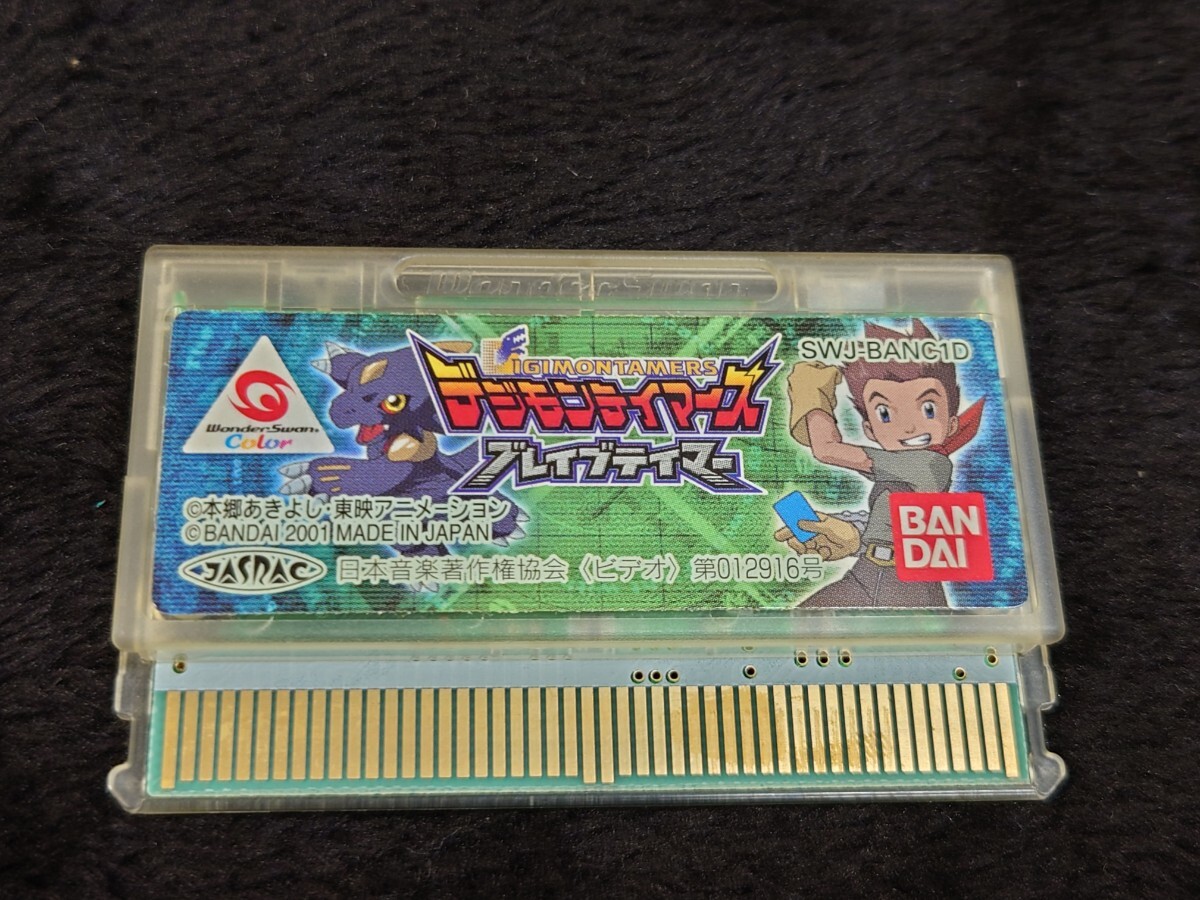 WonderSwan
SWJ-BANC1D
DIGIMONTAMERS
デジモンテイマーズ
ブレイブテイマー
WonderSwan
Color
©本郷あきよし・東映アニメーション
©BANDAI 2001 MADE IN JAPAN
BAN
DAI
JASRAC
日本音楽著作権協会〈ビデオ〉第012916号